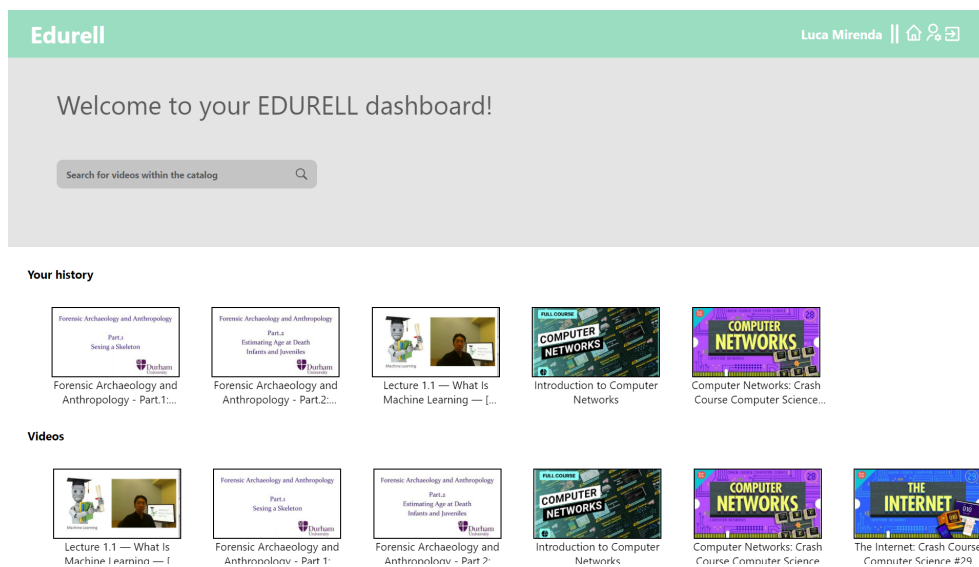 Edurell
Luca Mirenda
Welcome to your EDURELL dashboard!
Search for videos within the catalog
Your history
Forensic Archaeology and Anthropology
Part.1
Sexing a Skeleton
Durham
University
Forensic Archaeology and
Anthropology - Part.1:...
Forensic Archaeology and Anthropology
Part.2
Estimating Age at Death
Infants and Juveniles
Durham
University
Forensic Archaeology and
Anthropology - Part.2:...
Machine Learning
Lecture 1.1 — What Is
Machine Learning — [...
FULL COURSE
COMPUTER
NETWORKS
Introduction to Computer
Networks
28
COMPUTER
NETWORKS
Computer Networks: Crash
Course Computer Science...
Videos
Machine Learning
Lecture 1.1 — What Is
Machine Learning — [
Forensic Archaeology and Anthropology
Part.1
Sexing a Skeleton
Durham
University
Forensic Archaeology and
Anthropology - Part.1:
Forensic Archaeology and Anthropology
Part.2
Estimating Age at Death
Infants and Juveniles
Durham
University
Forensic Archaeology and
Anthropology - Part.2:
FULL COURSE
COMPUTER
NETWORKS
Introduction to Computer
Networks
28
COMPUTER
NETWORKS
Computer Networks: Crash
Course Computer Science
29
THE
INTERNET
The Internet: Crash Course
Computer Science #29